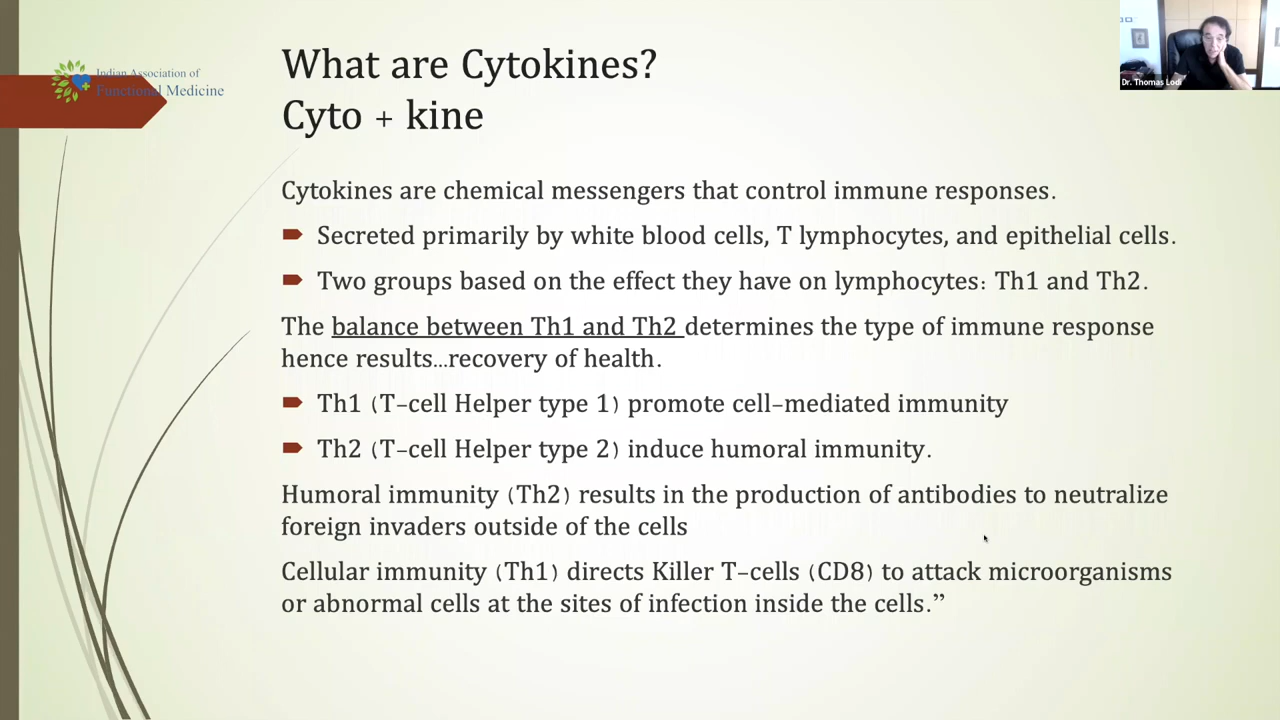 Indian Association of
Functional Medicine
What are Cytokines?
Cyto + kine
Dr. Thomas Lodi
Cytokines are chemical messengers that control immune responses.
Secreted primarily by white blood cells, T lymphocytes, and epithelial cells.
Two groups based on the effect they have on lymphocytes: Th1 and Th2.
The balance between Th1 and Th2 determines the type of immune response
hence results...recovery of health.
Th1 (T-cell Helper type 1) promote cell-mediated immunity
Th2 (T-cell Helper type 2) induce humoral immunity.
Humoral immunity (Th2) results in the production of antibodies to neutralize
foreign invaders outside of the cells
Cellular immunity (Th1) directs Killer T-cells (CD8) to attack microorganisms
or abnormal cells at the sites of infection inside the cells.”